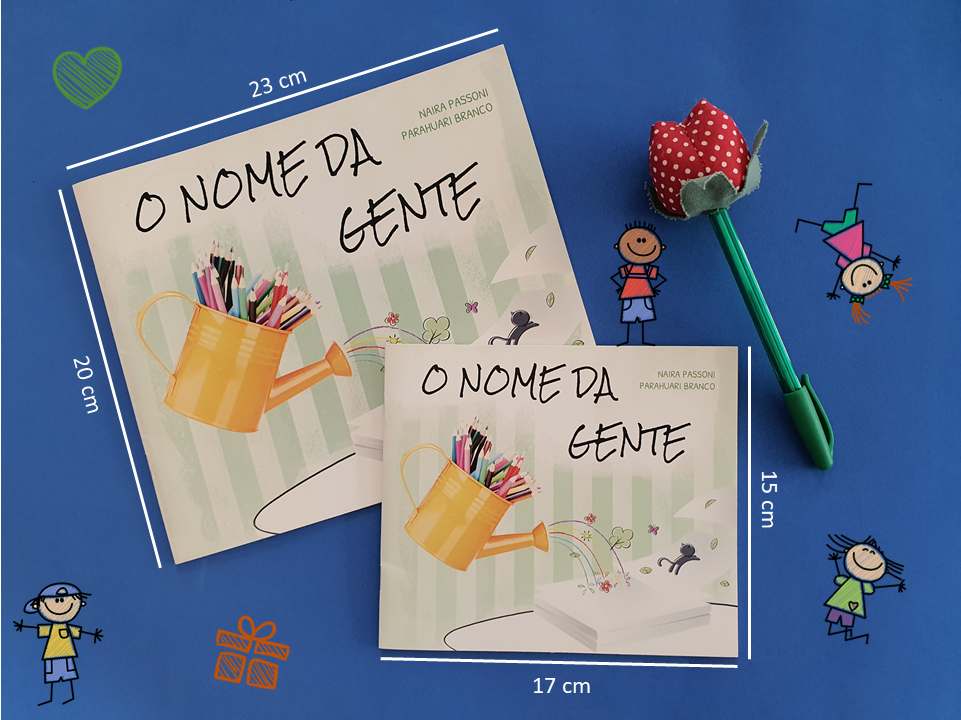 23 cm
NAIRA PASSONI
PARAHUARI BRANCO
O NOME DA
GENTE
20 cm
O NOME DA
NAIRA PASSONI
PARAHUARI BRANCO
GENTE
15 cm
17 cm